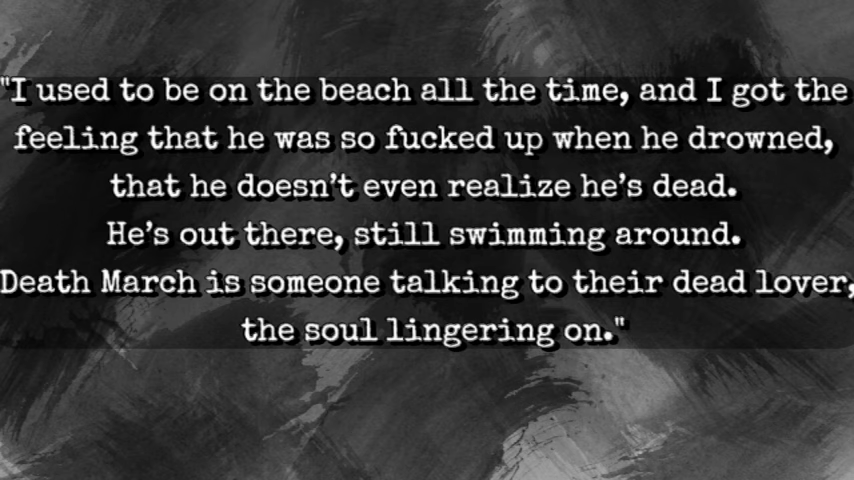 "I used to be on the beach all the time, and I got the
feeling that he was so fucked up when he drowned,
that he doesn't even realize he's dead.
He's out there, still swimming around.
Death March is someone talking to their dead lover,
the soul lingering on."